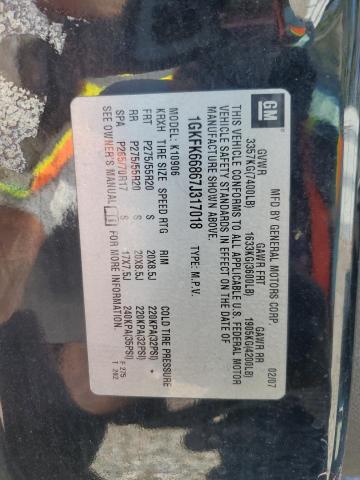 GM
MFD BY GENERAL MOTORS CORP. 02/07
GVWR GAWR FRT GAWR RR
3357KG(7400LB) 1633KG(3600LB) 1905KG(4200LB)
THIS VEHICLE CONFORMS TO ALL APPLICABLE U.S. FEDERAL MOTOR
VEHICLE SAFETY STANDARDS IN EFFECT ON THE DATE OF
MANUFACTURE SHOWN ABOVE.
1GKFK66867J317018 TYPE: M.P.V.
MODEL: K10906
KRXH TIRE SIZE SPEED RTG RIM COLD TIRE PRESSURE
FRT P275/55R20 S 20X8.5J 220KPA(32PSI)
RR P275/55R20 S 20X8.5J 220KPA(32PSI)
SPA P265/70R17 S 17X7.5J 240KPA(35PSI)
SEE OWNER'S MANUAL FOR MORE INFORMATION. F 275
T 202